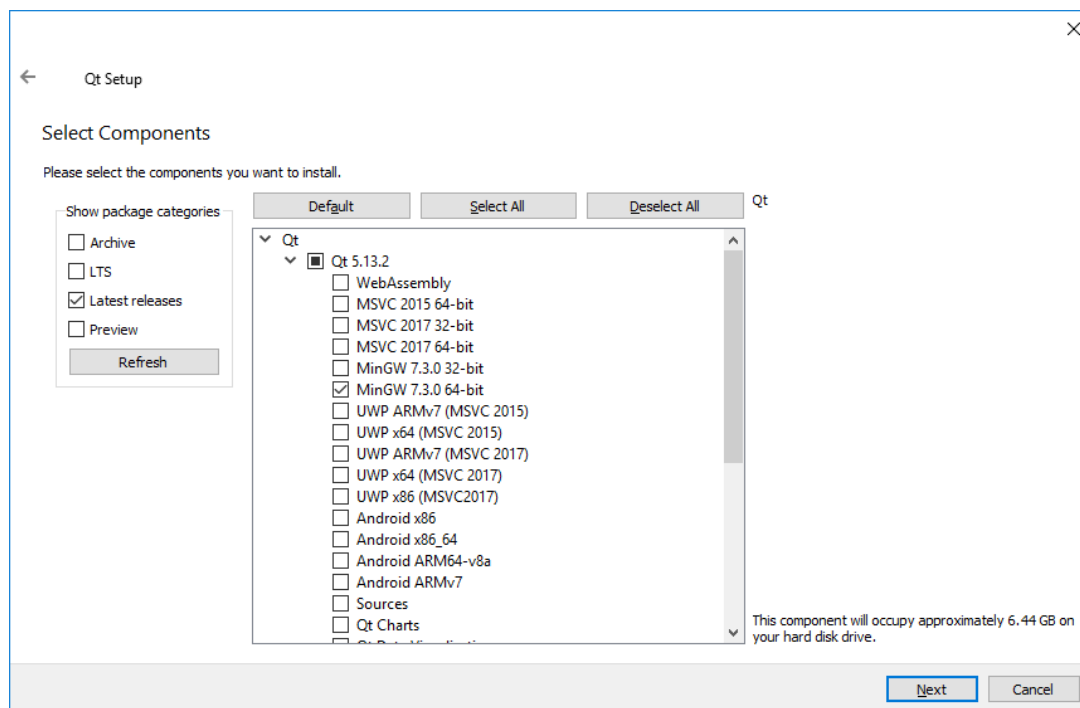 Qt Setup
Select Components
Please select the components you want to install.
Show package categories
Archive
LTS
Latest releases
Preview
Refresh
Default
Select All
Deselect All
Qt
Qt
Qt 5.13.2
WebAssembly
MSVC 2015 64-bit
MSVC 2017 32-bit
MSVC 2017 64-bit
MinGW 7.3.0 32-bit
MinGW 7.3.0 64-bit
UWP ARMv7 (MSVC 2015)
UWP x64 (MSVC 2015)
UWP ARMv7 (MSVC 2017)
UWP x64 (MSVC 2017)
UWP x86 (MSVC2017)
Android x86
Android x86_64
Android ARM64-v8a
Android ARMv7
Sources
Qt Charts
This component will occupy approximately 6.44 GB on
your hard disk drive.
Next
Cancel